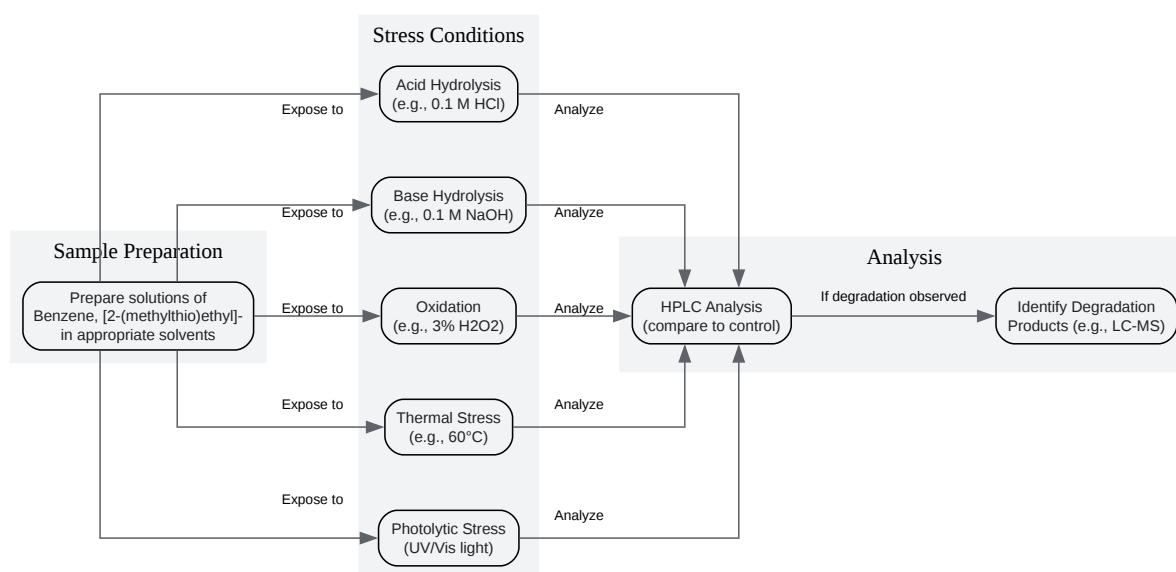 Stress Conditions
Acid Hydrolysis
(e.g., 0.1 M HCl)
Expose to
Analyze
Base Hydrolysis
(e.g., 0.1 M NaOH)
Expose to
Analyze
Sample Preparation
Prepare solutions of
Benzene, [2-(methylthio)ethyl]-
in appropriate solvents
Expose to
Oxidation
(e.g., 3% H2O2)
Analyze
Analysis
HPLC Analysis
(compare to control)
If degradation observed
Identify Degradation
Products (e.g., LC-MS)
Expose to
Thermal Stress
(e.g., 60°C)
Analyze
Expose to
Photolytic Stress
(UV/Vis light)
Analyze